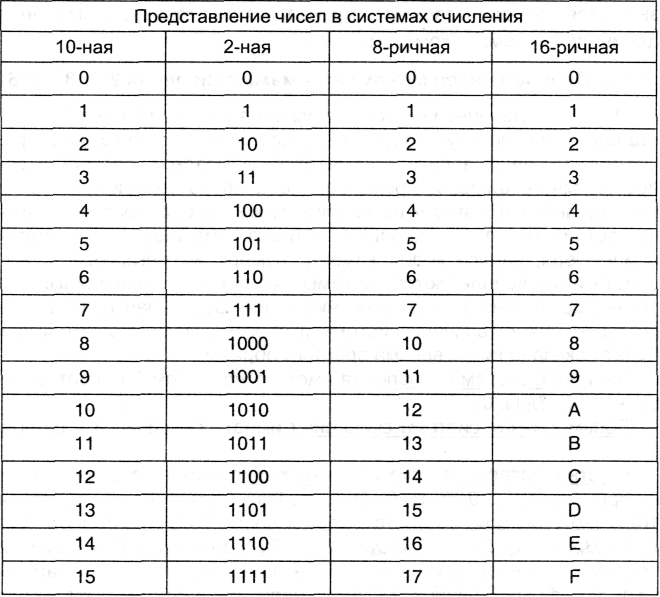 Представление чисел в системах счисления
10-ная 2-ная 8-ричная 16-ричная
0 0 0 0
1 1 1 1
2 10 2 2
3 11 3 3
4 100 4 4
5 101 5 5
6 110 6 6
7 111 7 7
8 1000 10 8
9 1001 11 9
10 1010 12 A
11 1011 13 B
12 1100 14 C
13 1101 15 D
14 1110 16 E
15 1111 17 F